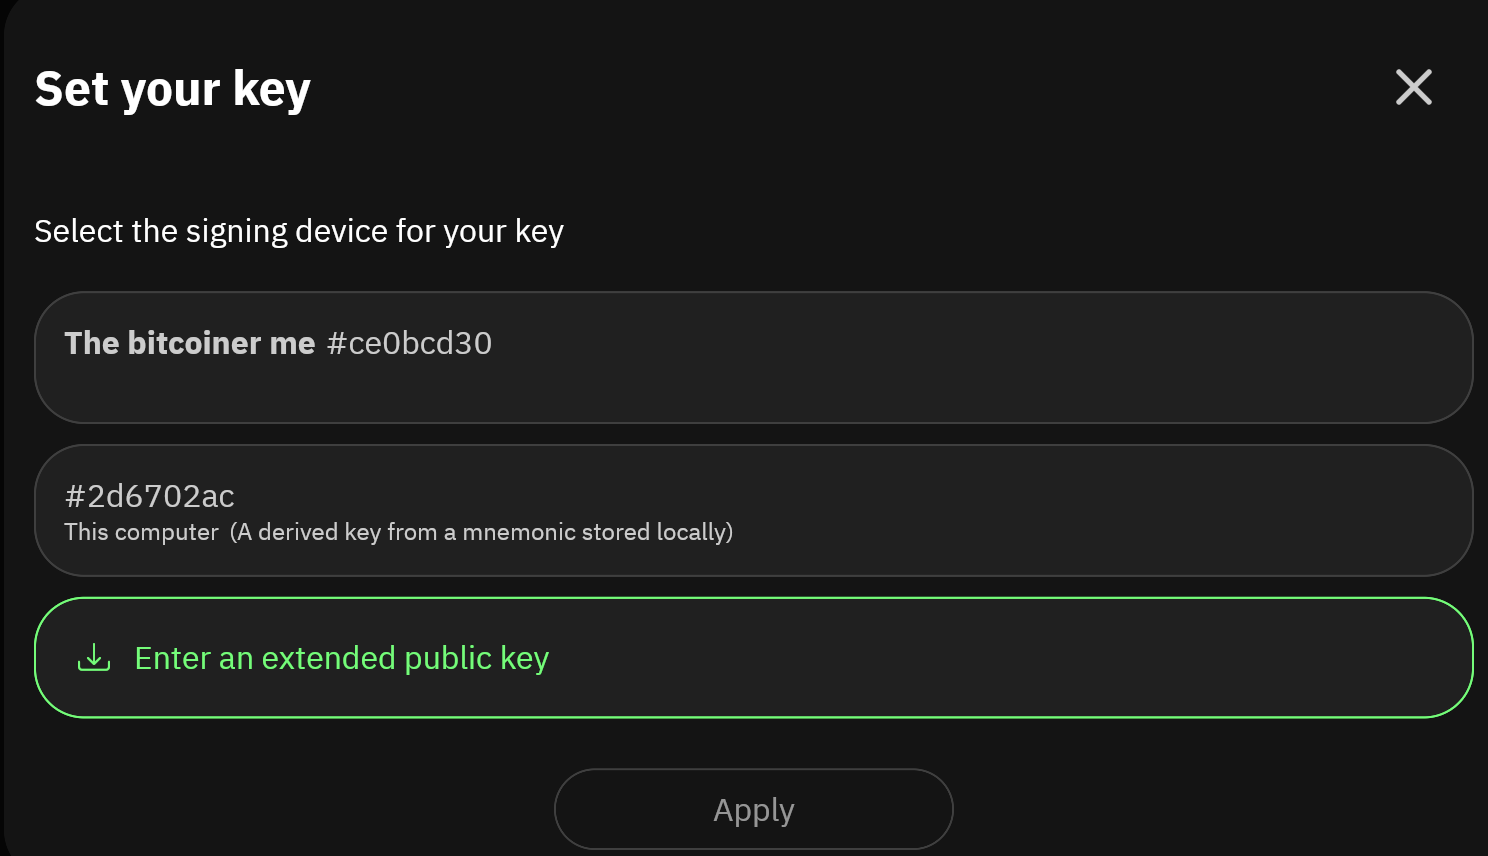 Set your key
Select the signing device for your key
The bitcoiner me #ce0bcd30
#2d6702ac
This computer (A derived key from a mnemonic stored locally)
Enter an extended public key
Apply